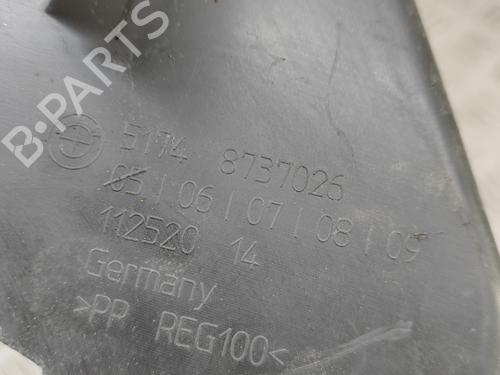 B-PARTS
5174 8737026
05 | 06 | 07 | 08 | 09
112520 14
Germany
>PP REG100<